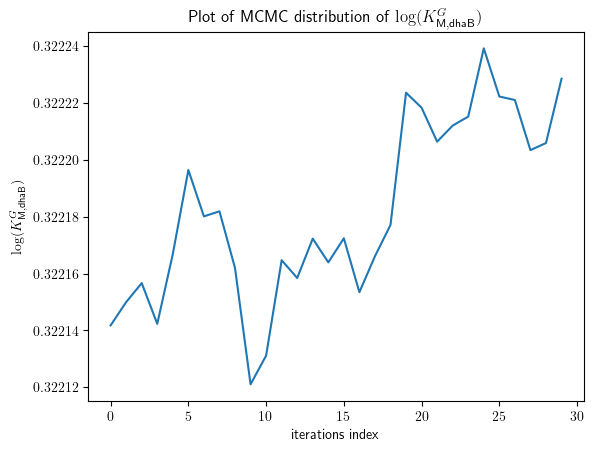 Plot of MCMC distribution of log(K^G_M,dhaB)
log(K^G_M,dhaB)
0.32224
0.32222
0.32220
0.32218
0.32216
0.32214
0.32212
0 5 10 15 20 25 30
iterations index